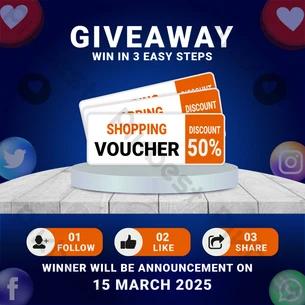 GIVEAWAY
WIN IN 3 EASY STEPS
DISCOUNT
DISCOUNT
SHOPPING
VOUCHER
DISCOUNT
50%
01
FOLLOW
02
LIKE
03
SHARE
WINNER WILL BE ANNOUNCEMENT ON
15 MARCH 2025